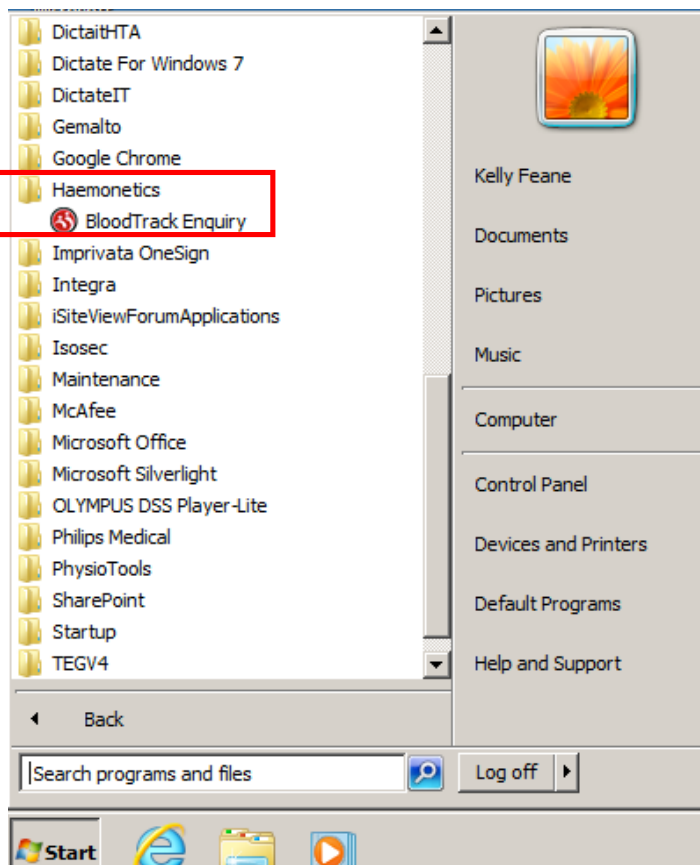 DictaitHTA
Dictate For Windows 7
DictateIT
Gemalto
Google Chrome
Haemonetics
BloodTrack Enquiry
Imprivata OneSign
Integra
iSiteViewForumApplications
Isosec
Maintenance
McAfee
Microsoft Office
Microsoft Silverlight
OLYMPUS DSS Player-Lite
Philips Medical
PhysioTools
SharePoint
Startup
TEGV4
Back
Search programs and files
Kelly Feane
Documents
Pictures
Music
Computer
Control Panel
Devices and Printers
Default Programs
Help and Support
Log off
Start